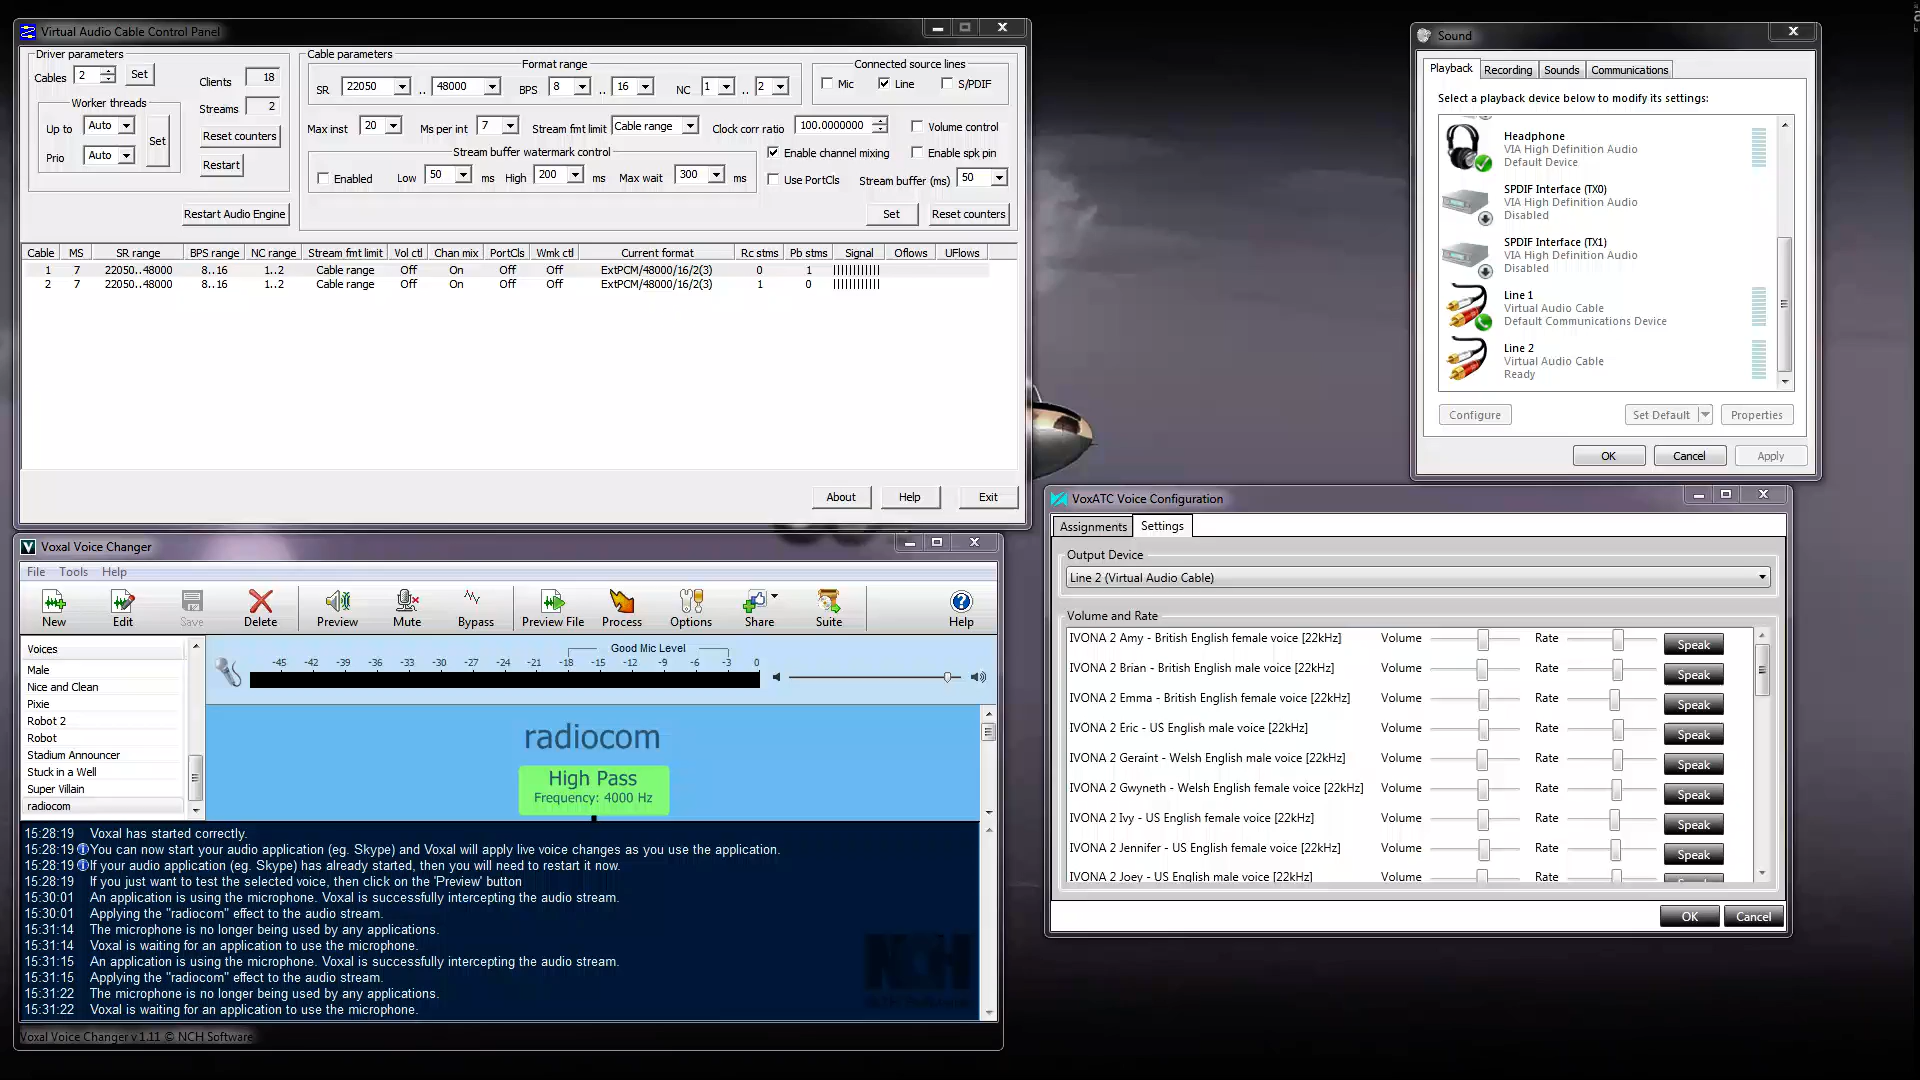 Virtual Audio Cable Control Panel
Driver parameters
Cables 2 Set
Clients 18
Streams 2
Worker threads
Up to Auto
Prio Auto
Set
Reset counters
Restart
Restart Audio Engine
Cable parameters
Format range
SR 22050 .. 48000 BPS 8 .. 16 NC 1 .. 2
Connected source lines
Mic Line S/PDIF
Max inst 20 Ms per int 7 Stream fmt limit Cable range Clock corr ratio 100.0000000 Volume control
Stream buffer watermark control
Enabled Low 50 ms High 200 ms Max wait 300 ms
Enable channel mixing Enable spk pin
Use PortCls Stream buffer (ms) 50
Set Reset counters
Cable MS SR range BPS range NC range Stream fmt limit Vol ctl Chan mix PortCls Wmk ctl Current format Rc stms Pb stms Signal Oflows UFlows
1 7 22050..48000 8..16 1..2 Cable range Off On Off Off ExtPCM/48000/16/2(3) 0 1 ||||||||||||
2 7 22050..48000 8..16 1..2 Cable range Off On Off Off ExtPCM/48000/16/2(3) 1 0 ||||||||||||
About Help Exit
Sound
Playback Recording Sounds Communications
Select a playback device below to modify its settings:
Headphone
VIA High Definition Audio
Default Device
SPDIF Interface (TX0)
VIA High Definition Audio
Disabled
SPDIF Interface (TX1)
VIA High Definition Audio
Disabled
Line 1
Virtual Audio Cable
Default Communications Device
Line 2
Virtual Audio Cable
Ready
Configure Set Default Properties
OK Cancel Apply
Voxal Voice Changer
File Tools Help
New Edit Save Delete Preview Mute Bypass Preview File Process Options Share Suite Help
Voices
Male
Nice and Clean
Pixie
Robot 2
Robot
Stadium Announcer
Stuck in a Well
Super Villain
radiocom
Good Mic Level
-45 -42 -39 -36 -33 -30 -27 -24 -21 -18 -15 -12 -9 -6 -3 0
radiocom
High Pass
Frequency: 4000 Hz
15:28:19 Voxal has started correctly.
15:28:19 You can now start your audio application (eg. Skype) and Voxal will apply live voice changes as you use the application.
15:28:19 If your audio application (eg. Skype) has already started, then you will need to restart it now.
15:28:19 If you just want to test the selected voice, then click on the 'Preview' button
15:30:01 An application is using the microphone. Voxal is successfully intercepting the audio stream.
15:30:01 Applying the "radiocom" effect to the audio stream.
15:31:14 The microphone is no longer being used by any applications.
15:31:14 Voxal is waiting for an application to use the microphone.
15:31:15 An application is using the microphone. Voxal is successfully intercepting the audio stream.
15:31:15 Applying the "radiocom" effect to the audio stream.
15:31:22 The microphone is no longer being used by any applications.
15:31:22 Voxal is waiting for an application to use the microphone.
NCH
Voxal Voice Changer v 1.11 © NCH Software
VoxATC Voice Configuration
Assignments Settings
Output Device
Line 2 (Virtual Audio Cable)
Volume and Rate
IVONA 2 Amy - British English female voice [22kHz] Volume Rate Speak
IVONA 2 Brian - British English male voice [22kHz] Volume Rate Speak
IVONA 2 Emma - British English female voice [22kHz] Volume Rate Speak
IVONA 2 Eric - US English male voice [22kHz] Volume Rate Speak
IVONA 2 Geraint - Welsh English male voice [22kHz] Volume Rate Speak
IVONA 2 Gwyneth - Welsh English female voice [22kHz] Volume Rate Speak
IVONA 2 Ivy - US English female voice [22kHz] Volume Rate Speak
IVONA 2 Jennifer - US English female voice [22kHz] Volume Rate Speak
IVONA 2 Joey - US English male voice [22kHz] Volume Rate
OK Cancel